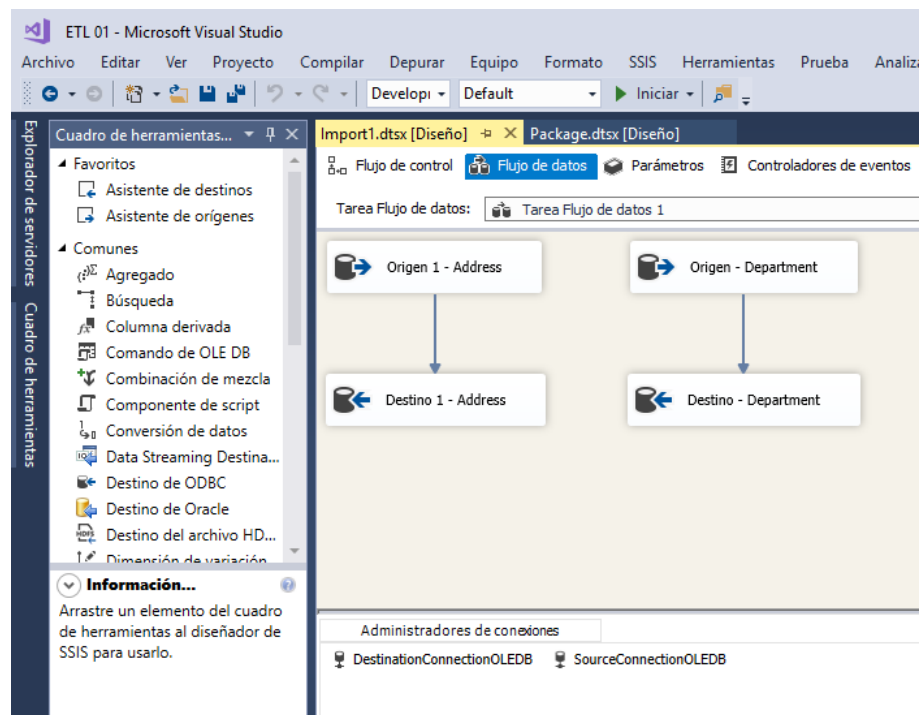 ETL 01 - Microsoft Visual Studio
Archivo Editar Ver Proyecto Compilar Depurar Equipo Formato SSIS Herramientas Prueba Analiza
Developi Default Iniciar
Explorador de servidores
Cuadro de herramientas
Cuadro de herramientas...
Favoritos
Asistente de destinos
Asistente de orígenes
Comunes
Agregado
Búsqueda
Columna derivada
Comando de OLE DB
Combinación de mezcla
Componente de script
Conversión de datos
Data Streaming Destina...
Destino de ODBC
Destino de Oracle
Destino del archivo HD...
Dimensión de variación
Información...
Arrastre un elemento del cuadro
de herramientas al diseñador de
SSIS para usarlo.
Import1.dtsx [Diseño] Package.dtsx [Diseño]
Flujo de control Flujo de datos Parámetros Controladores de eventos
Tarea Flujo de datos: Tarea Flujo de datos 1
Origen 1 - Address Origen - Department
Destino 1 - Address Destino - Department
Administradores de conexiones
DestinationConnectionOLEDB SourceConnectionOLEDB